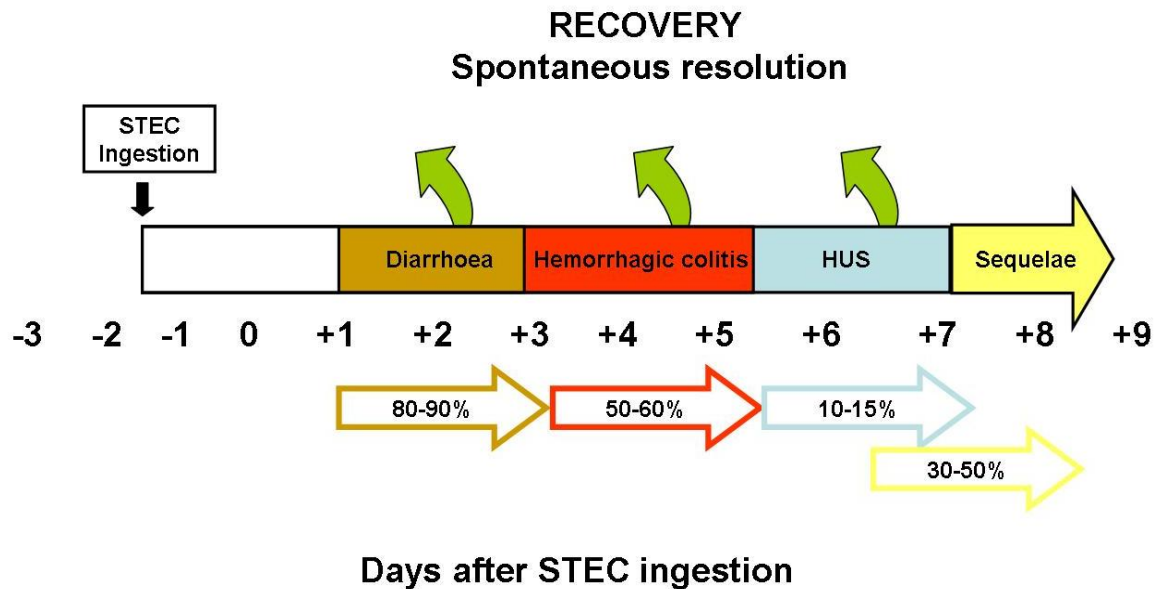 RECOVERY
Spontaneous resolution
STEC
Ingestion
Diarrhoea Hemorrhagic colitis HUS Sequelae
-3 -2 -1 0 +1 +2 +3 +4 +5 +6 +7 +8 +9
80-90% 50-60% 10-15%
30-50%
Days after STEC ingestion